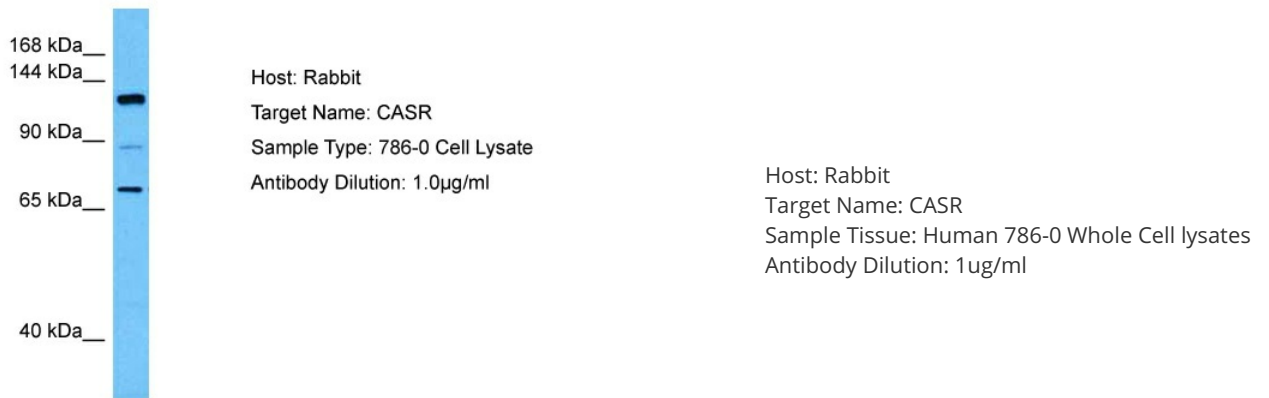 168 kDa__
144 kDa__
90 kDa__
65 kDa__
40 kDa__
Host: Rabbit
Target Name: CASR
Sample Type: 786-0 Cell Lysate
Antibody Dilution: 1.0µg/ml
Host: Rabbit
Target Name: CASR
Sample Tissue: Human 786-0 Whole Cell lysates
Antibody Dilution: 1ug/ml